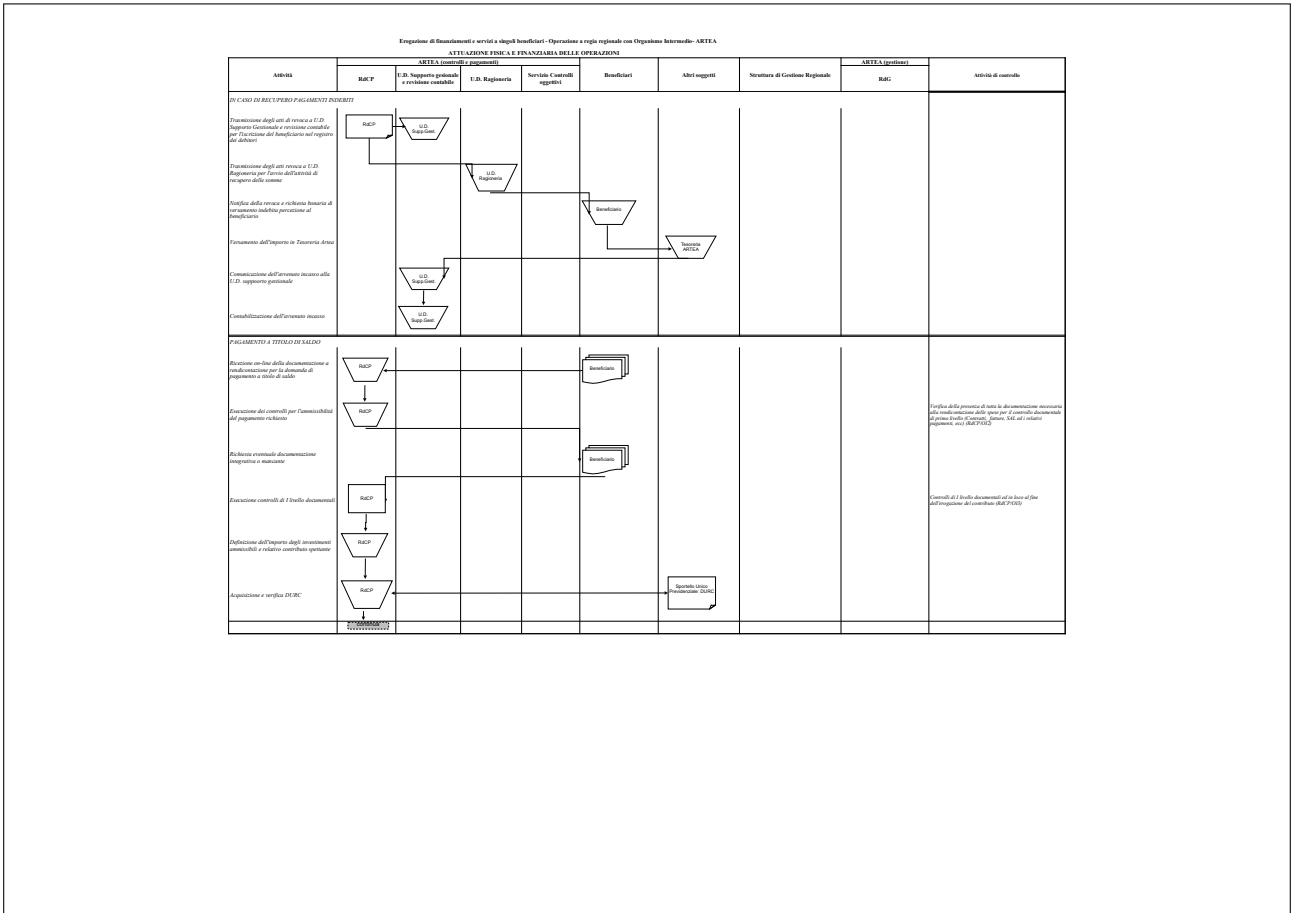 Erogazione di finanziamenti e servizi a singoli beneficiari - Operazione a regia regionale con Organismo Intermedio- ARTEA
ATTUAZIONE FISICA E FINANZIARIA DELLE OPERAZIONI
Attività
ARTEA (controlli e pagamenti)
RdCP
U.D. Supporto gesionale
e revisione contabile
U.D. Ragioneria
Servizio Controlli
oggettivi
Beneficiari
Altri soggetti
Struttura di Gestione Regionale
ARTEA (gestione)
RdG
Attività di controllo
IN CASO DI RECUPERO PAGAMENTI INDEBITI
Trasmissione degli atti di revoca a U.D.
Supporto Gestionale e revisione contabile
per l'iscrizione del beneficiario nel registro
dei debitori
RdCP
U.D.
Supp.Gest.
Trasmissione degli atti revoca a U.D.
Ragioneria per l'avvio dell'attività di
recupero delle somme
U.D.
Ragioneria
Notifica della revoca e richiesta bonaria di
versamento indebita percezione al
beneficiario
Beneficiario
Versamento dell'importo in Tesoreria Artea
Tesoreria
ARTEA
Comunicazione dell'avvenuto incasso alla
U.D. suppoorto gestionale
U.D.
Supp.Gest.
Contabilizzazione dell'avvenuto incasso
U.D.
Supp.Gest.
PAGAMENTO A TITOLO DI SALDO
Ricezione on-line della documentazione a
rendicontazione per la domanda di
pagamento a titolo di saldo
RdCP
Beneficiario
Esecuzione dei controlli per l'ammissibilità
del pagamento richiesto
RdCP
Verifica della presenza di tutta la documentazione necessaria
alla rendicontazione delle spese per il controllo documentale
di primo livello (Contratti, fatture, SAL ed i relativi
pagamenti, ecc) (RdCP/OI2)
Richiesta eventuale documentazione
integrativa o mancante
Beneficiario
Esecuzione controlli di I livello documentali
RdCP
Controlli di I livello documentali ed in loco al fine
dell'erogazione del contributo (RdCP/OI3)
Definizione dell'importo degli investimenti
ammissibili e relativo contributo spettante
RdCP
Acquisizione e verifica DURC
RdCP
Sportello Unico
Previdenziale: DURC